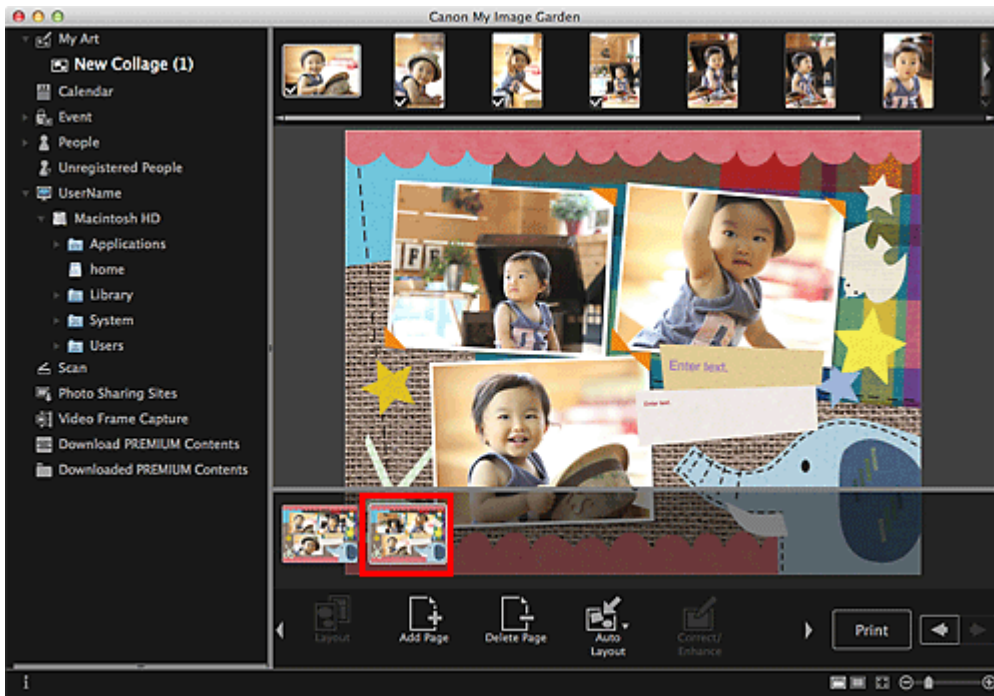 Canon My Image Garden
My Art
New Collage (1)
Calendar
Event
People
Unregistered People
UserName
Macintosh HD
Applications
home
Library
System
Users
Scan
Photo Sharing Sites
Video Frame Capture
Download PREMIUM Contents
Downloaded PREMIUM Contents
Enter text.
Enter text.
Layout
Add Page
Delete Page
Auto
Layout
Correct/
Enhance
Print